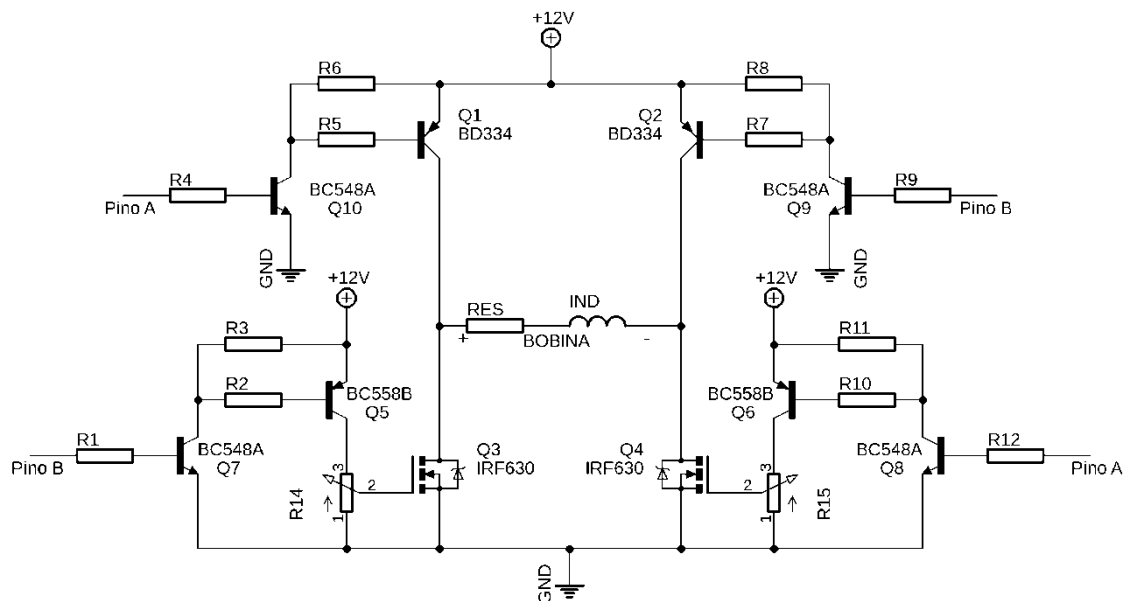 +12V
R6
R8
Q1
BD334
Q2
BD334
R5
R7
R4
Pino A
BC548A
Q10
BC548A
Q9
R9
Pino B
GND
GND
+12V
+12V
RES
IND
+
BOBINA
-
R3
R11
R2
BC558B
Q5
BC558B
Q6
R10
R1
Pino B
BC548A
Q7
Q3
IRF630
Q4
IRF630
BC548A
Q8
R12
Pino A
R14
3
2
1
2
3
1
R15
GND